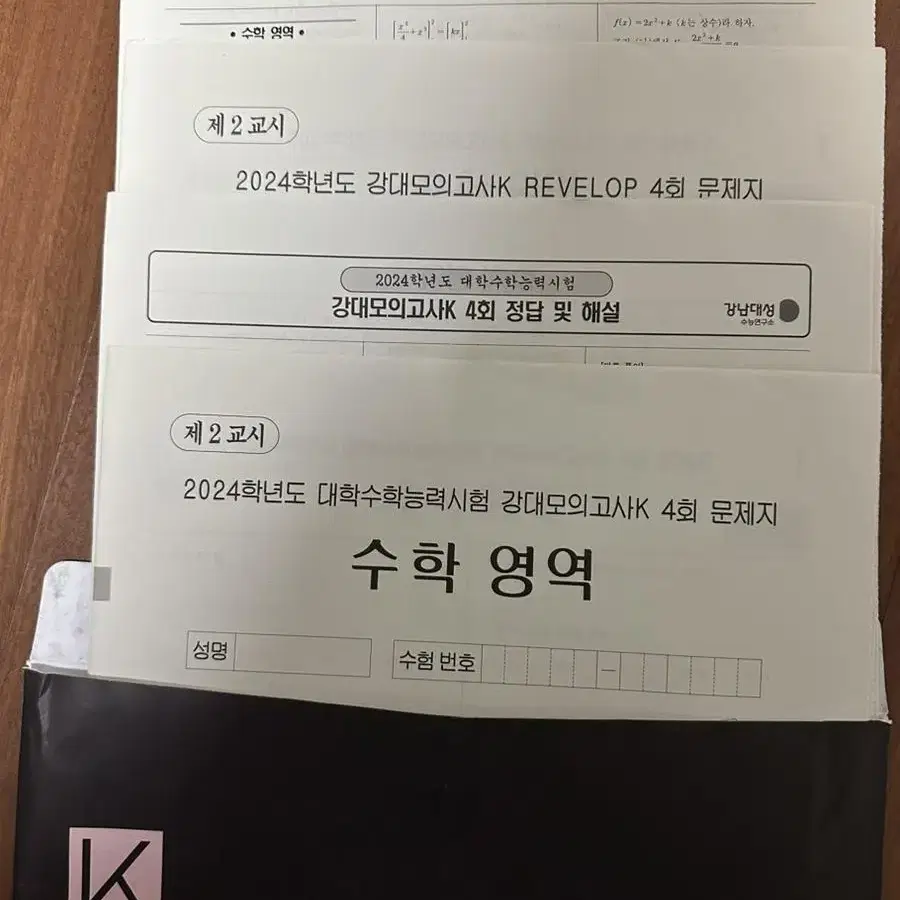 • 수학 영역 •
f(x) = 2x³+k (k는 상수)라 하자.
제 2 교시
2024학년도 강대모의고사K REVELOP 4회 문제지
2024학년도 대학수학능력시험
강대모의고사K 4회 정답 및 해설
강남대성
수능연구소
제 2 교시
2024학년도 대학수학능력시험 강대모의고사K 4회 문제지
수학 영역
성명
수험 번호 –
K